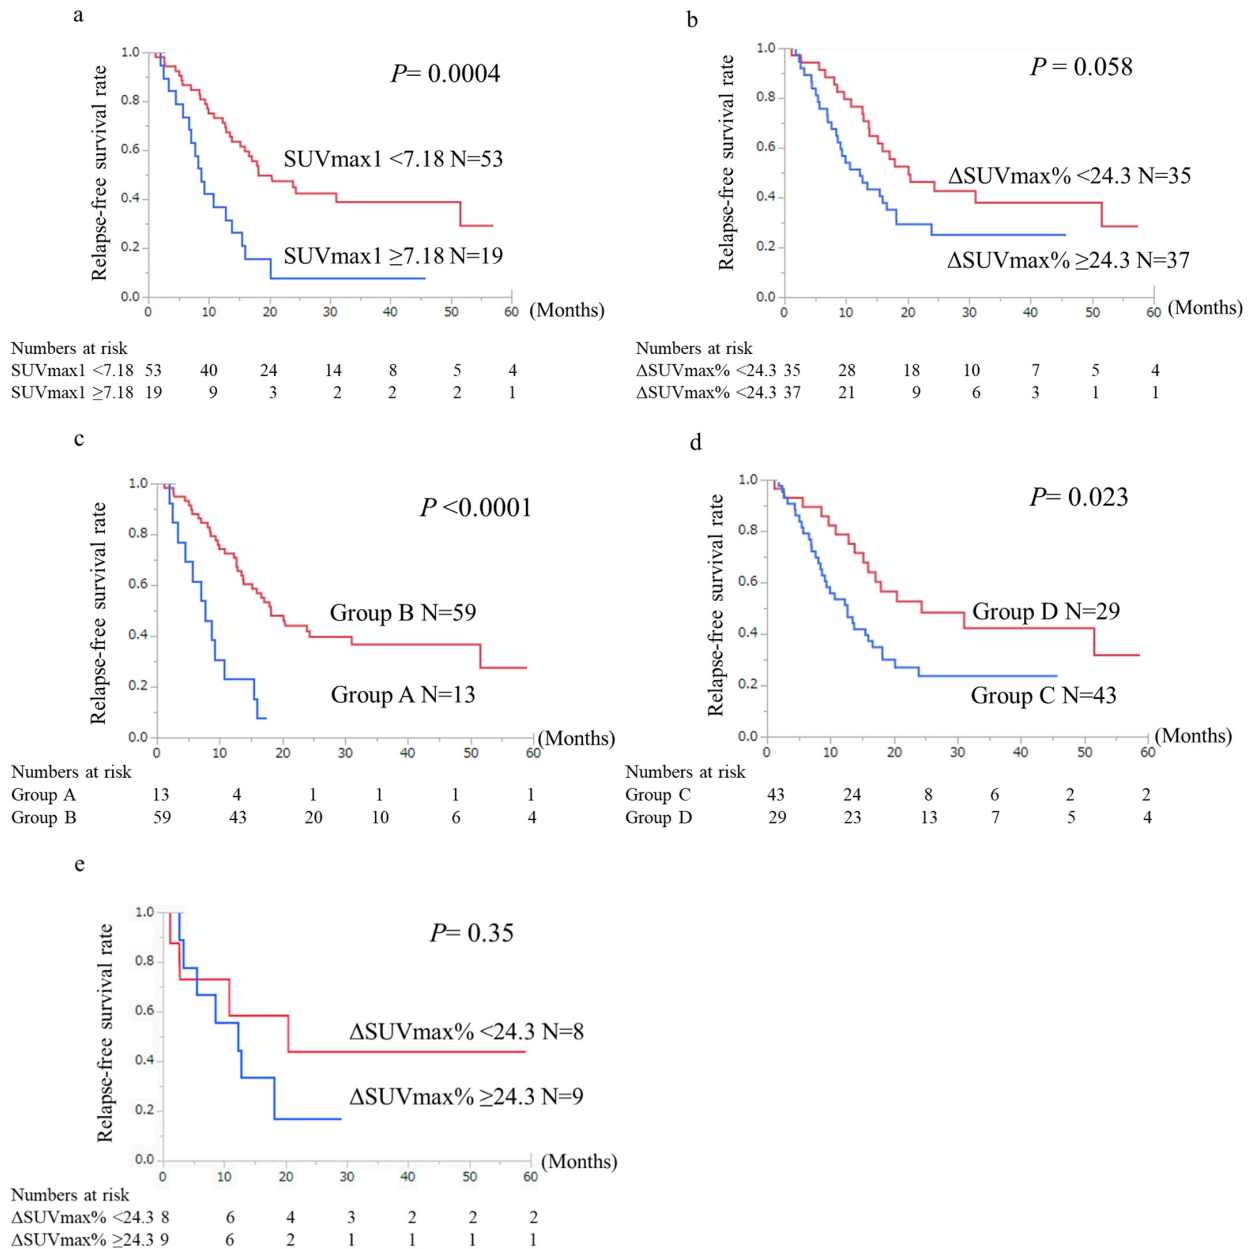 a
Relapse-free survival rate
1.0
0.8
0.6
0.4
0.2
0.0
P= 0.0004
SUVmax1 <7.18 N=53
SUVmax1 ≥7.18 N=19
0 10 20 30 40 50 60 (Months)
Numbers at risk
SUVmax1 <7.18 53 40 24 14 8 5 4
SUVmax1 ≥7.18 19 9 3 2 2 2 1
b
Relapse-free survival rate
1.0
0.8
0.6
0.4
0.2
0.0
P = 0.058
ΔSUVmax% <24.3 N=35
ΔSUVmax% ≥24.3 N=37
0 10 20 30 40 50 60 (Months)
Numbers at risk
ΔSUVmax% <24.3 35 28 18 10 7 5 4
ΔSUVmax% <24.3 37 21 9 6 3 1 1
c
Relapse-free survival rate
1.0
0.8
0.6
0.4
0.2
0.0
P <0.0001
Group B N=59
Group A N=13
0 10 20 30 40 50 60 (Months)
Numbers at risk
Group A 13 4 1 1 1 1
Group B 59 43 20 10 6 4
d
Relapse-free survival rate
1.0
0.8
0.6
0.4
0.2
0.0
P= 0.023
Group D N=29
Group C N=43
0 10 20 30 40 50 60 (Months)
Numbers at risk
Group C 43 24 8 6 2 2
Group D 29 23 13 7 5 4
e
Relapse-free survival rate
1.0
0.8
0.6
0.4
0.2
0.0
P= 0.35
ΔSUVmax% <24.3 N=8
ΔSUVmax% ≥24.3 N=9
0 10 20 30 40 50 60 (Months)
Numbers at risk
ΔSUVmax% <24.3 8 6 4 3 2 2 2
ΔSUVmax% ≥24.3 9 6 2 1 1 1 1